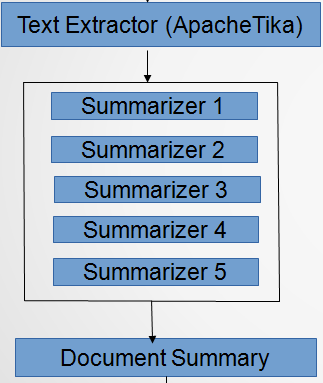 Text Extractor (ApacheTika)
Summarizer 1
Summarizer 2
Summarizer 3
Summarizer 4
Summarizer 5
Document Summary